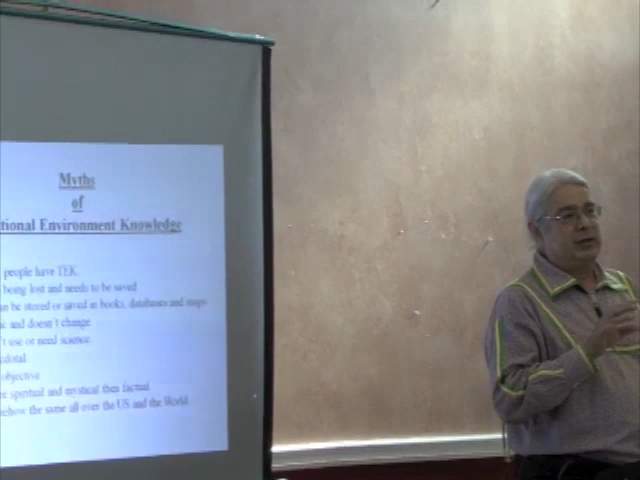 Myths
of
tional Environment Knowledge
people have TEK
being lost and needs to be saved
n be stored or saved in books, databases and maps
ic and doesn't change
't use or need science
cdotal
objective
re spiritual and mystical then factual
ehow the same all over the US and the World